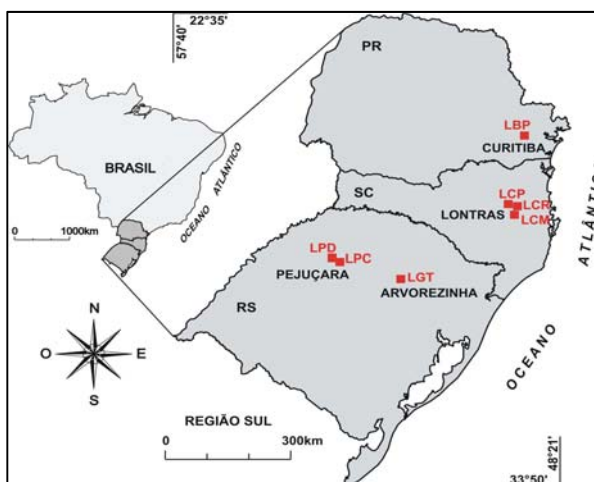 22°35'
57°40'
PR
LBP
CURITIBA
BRASIL
OCEANO ATLÂNTICO
0 1000km
SC
LCP
LCR
LONTRAS
LCM
ATLÂNTICO
LPD
LPC
PEJUÇARA
LGT
ARVOREZINHA
RS
OCEANO
N
O E
S
REGIÃO SUL
0 300km
48°21'
33°50'